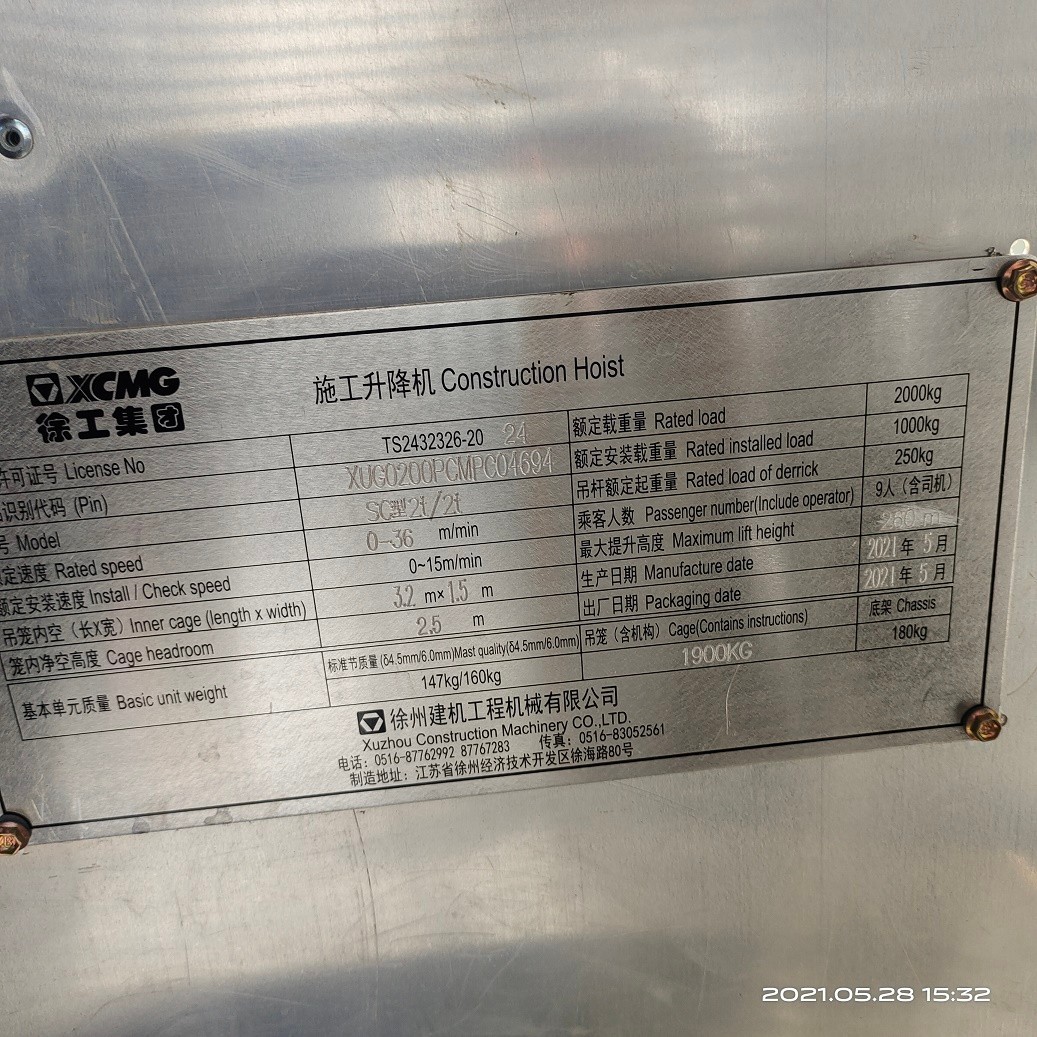 XCMG
徐工集团
施工升降机 Construction Hoist
许可证号 License No TS2432326-20 24 额定载重量 Rated load 2000kg
识别代码 (Pin) XUG0200PCMPC04694 额定安装载重量 Rated installed load 1000kg
号 Model SC型2t/2t 吊杆额定起重量 Rated load of derrick 250kg
定速度 Rated speed 0-36 m/min 乘客人数 Passenger number(Include operator) 9人（含司机）
额定安装速度 Install / Check speed 0~15m/min 最大提升高度 Maximum lift height 260 m
吊笼内空（长X宽）Inner cage (length x width) 3.2 m×1.5 m 生产日期 Manufacture date 2021年 5月
笼内净空高度 Cage headroom 2.5 m 出厂日期 Packaging date 2021年 5月
基本单元质量 Basic unit weight 标准节质量(δ4.5mm/6.0mm)Mast quality(δ4.5mm/6.0mm) 吊笼（含机构）Cage(Contains instructions) 底架 Chassis
147kg/160kg 1900KG 180kg
徐州建机工程机械有限公司
Xuzhou Construction Machinery CO.,LTD.
电话：0516-87762992 87767283 传真：0516-83052561
制造地址：江苏省徐州经济技术开发区徐海路80号
2021.05.28 15:32